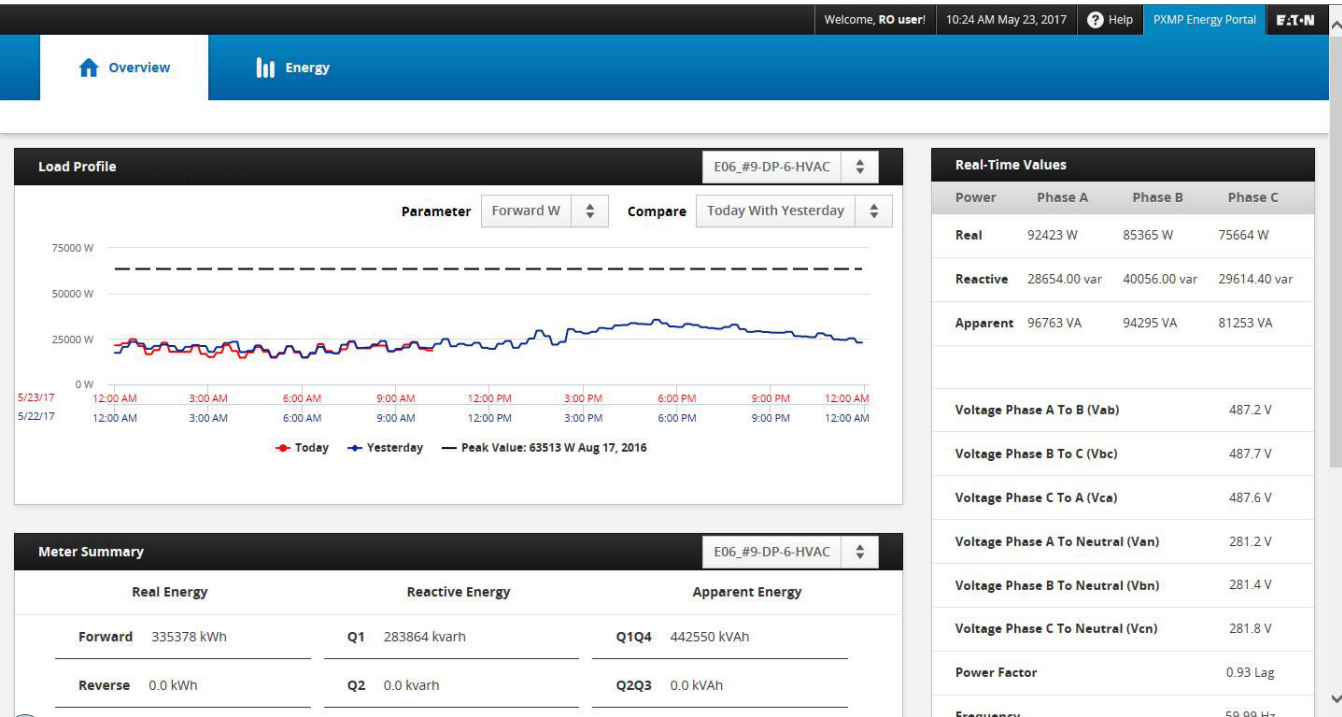 Welcome, RO user! 10:24 AM May 23, 2017 ? Help PXMP Energy Portal EATON
Overview Energy
Load Profile E06_#9-DP-6-HVAC
Parameter Forward W Compare Today With Yesterday
75000 W
50000 W
25000 W
0 W
5/23/17 12:00 AM 3:00 AM 6:00 AM 9:00 AM 12:00 PM 3:00 PM 6:00 PM 9:00 PM 12:00 AM
5/22/17 12:00 AM 3:00 AM 6:00 AM 9:00 AM 12:00 PM 3:00 PM 6:00 PM 9:00 PM 12:00 AM
Today Yesterday Peak Value: 63513 W Aug 17, 2016
Meter Summary E06_#9-DP-6-HVAC
Real Energy Reactive Energy Apparent Energy
Forward 335378 kWh Q1 283864 kvarh Q1Q4 442550 kVAh
Reverse 0.0 kWh Q2 0.0 kvarh Q2Q3 0.0 kVAh
Real-Time Values
Power Phase A Phase B Phase C
Real 92423 W 85365 W 75664 W
Reactive 28654.00 var 40056.00 var 29614.40 var
Apparent 96763 VA 94295 VA 81253 VA
Voltage Phase A To B (Vab) 487.2 V
Voltage Phase B To C (Vbc) 487.7 V
Voltage Phase C To A (Vca) 487.6 V
Voltage Phase A To Neutral (Van) 281.2 V
Voltage Phase B To Neutral (Vbn) 281.4 V
Voltage Phase C To Neutral (Vcn) 281.8 V
Power Factor 0.93 Lag
Frequency 59.99 Hz